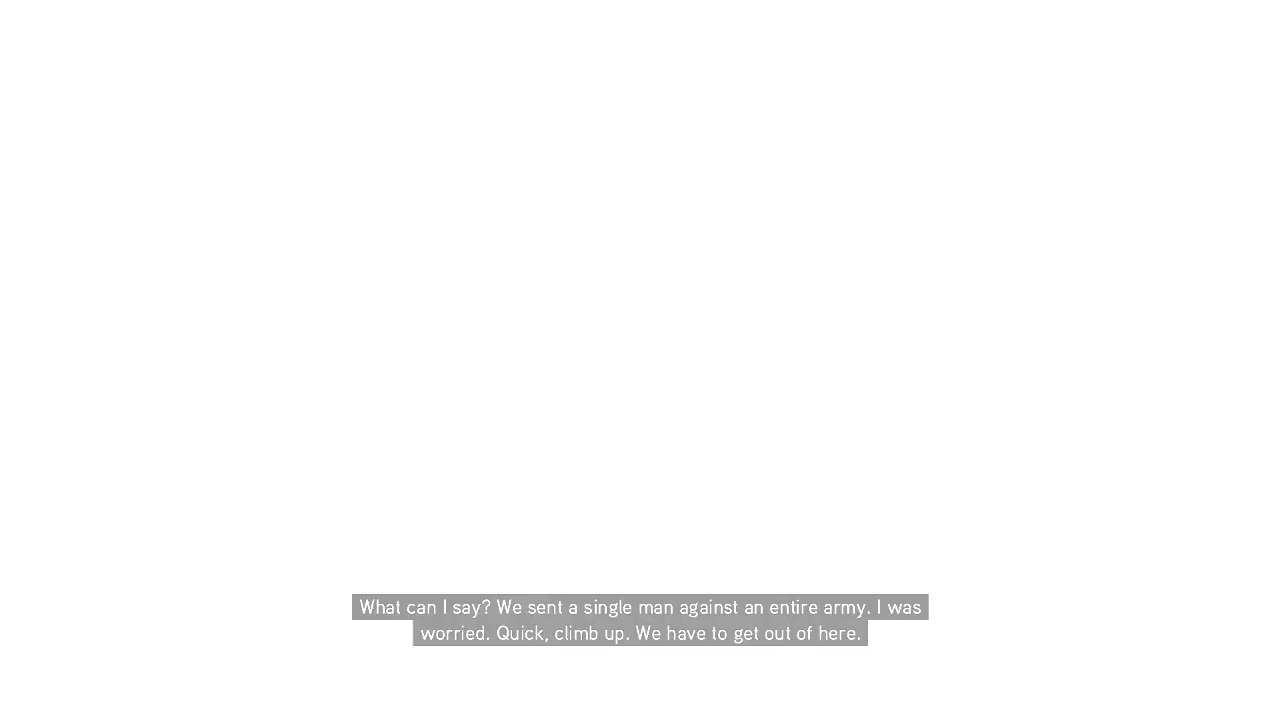 What can I say? We sent a single man against an entire army. I was
worried. Quick, climb up. We have to get out of here.